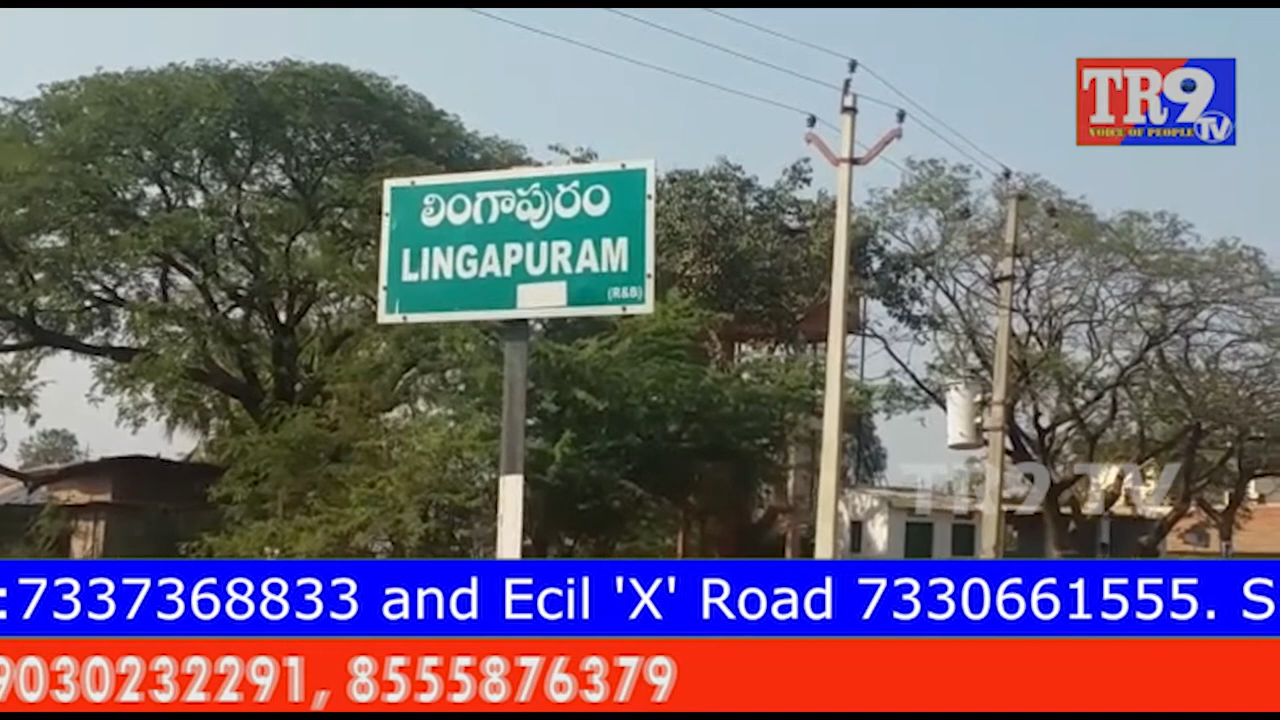 TR9
VOICE OF PEOPLE TV
లింగాపురం
LINGAPURAM
(R&B)
TR9 TV
:7337368833 and Ecil 'X' Road 7330661555. S
9030232291, 8555876379